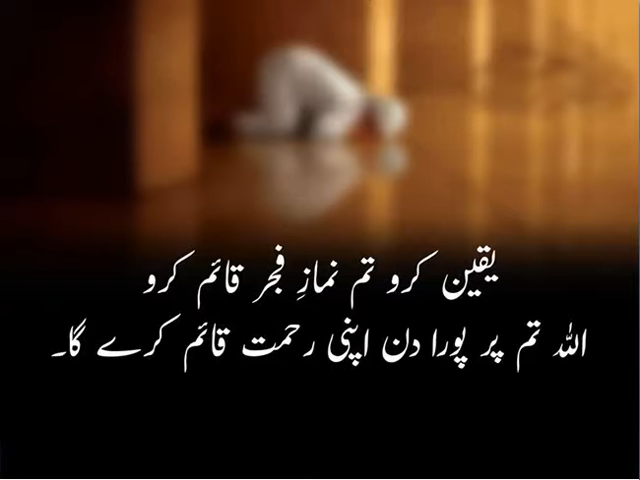 یقین کرو تم نمازِ فجر قائم کرو
اللہ تم پر پورا دن اپنی رحمت قائم کرے گا۔